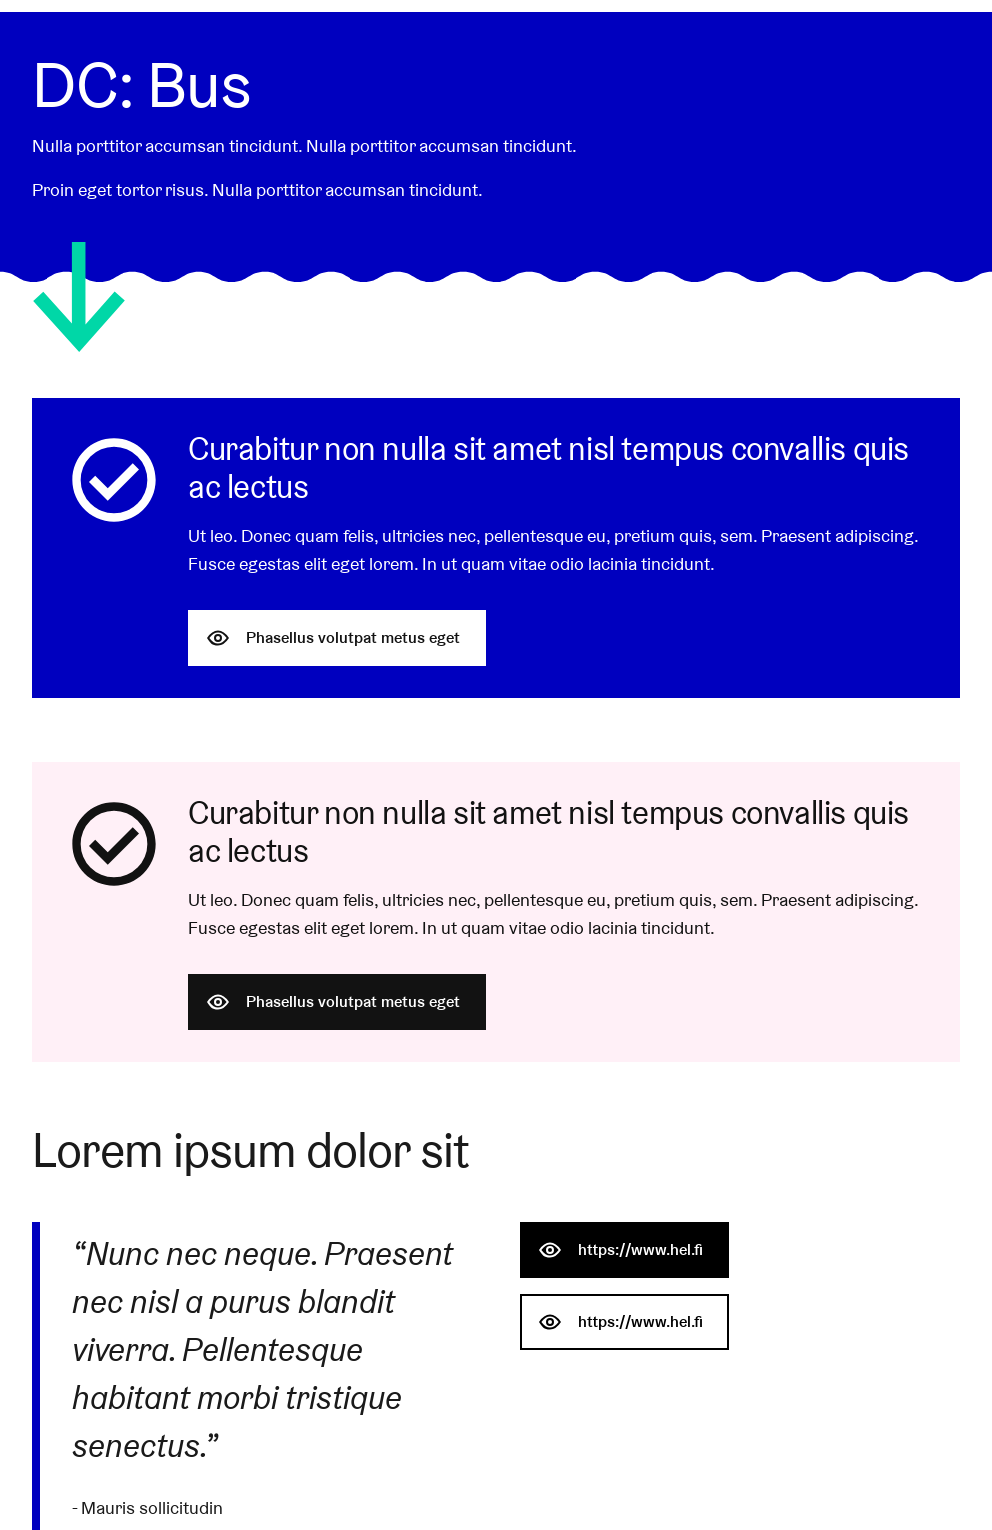 DC: Bus
Nulla porttitor accumsan tincidunt. Nulla porttitor accumsan tincidunt.
Proin eget tortor risus. Nulla porttitor accumsan tincidunt.
Curabitur non nulla sit amet nisl tempus convallis quis
ac lectus
Ut leo. Donec quam felis, ultricies nec, pellentesque eu, pretium quis, sem. Praesent adipiscing.
Fusce egestas elit eget lorem. In ut quam vitae odio lacinia tincidunt.
Phasellus volutpat metus eget
Curabitur non nulla sit amet nisl tempus convallis quis
ac lectus
Ut leo. Donec quam felis, ultricies nec, pellentesque eu, pretium quis, sem. Praesent adipiscing.
Fusce egestas elit eget lorem. In ut quam vitae odio lacinia tincidunt.
Phasellus volutpat metus eget
Lorem ipsum dolor sit
“Nunc nec neque. Praesent
nec nisl a purus blandit
viverra. Pellentesque
habitant morbi tristique
senectus.”
- Mauris sollicitudin
https://www.hel.fi
https://www.hel.fi